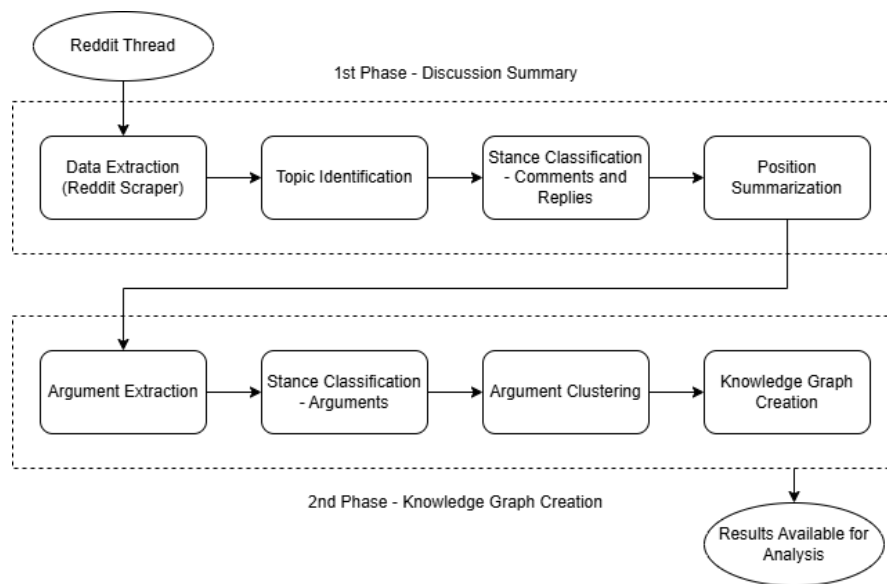 Reddit Thread
1st Phase - Discussion Summary
Data Extraction
(Reddit Scraper)
Topic Identification
Stance Classification
- Comments and
Replies
Position
Summarization
Argument Extraction
Stance Classification
- Arguments
Argument Clustering
Knowledge Graph
Creation
2nd Phase - Knowledge Graph Creation
Results Available for
Analysis